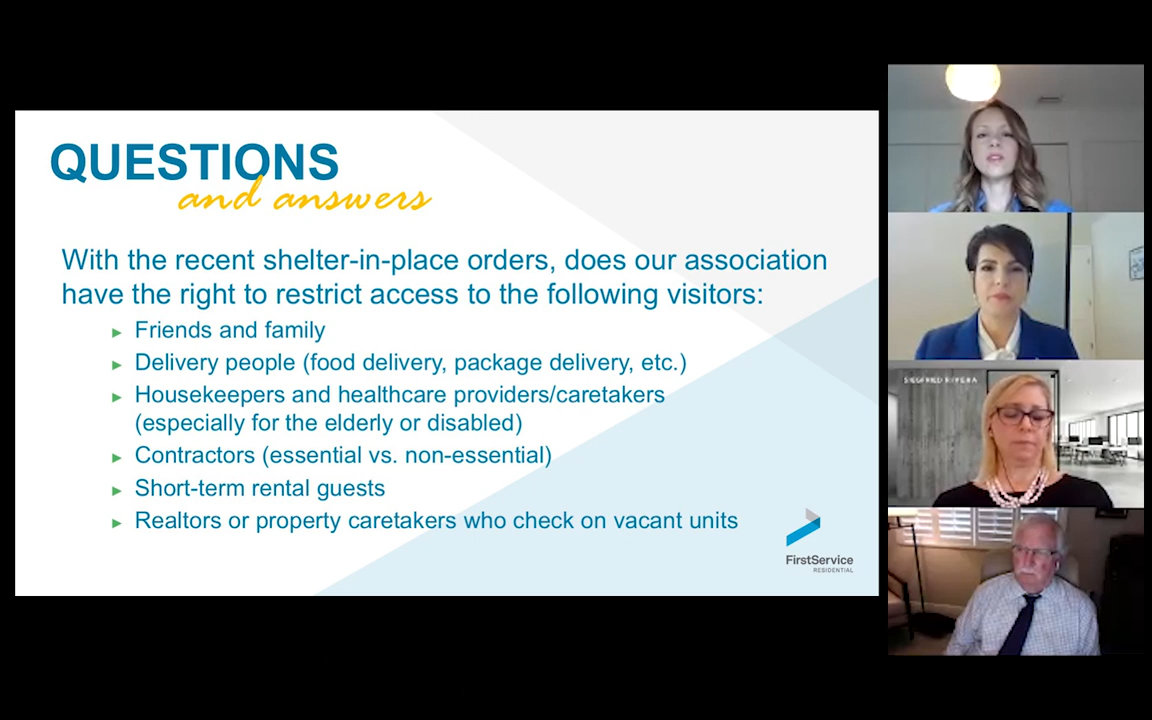 QUESTIONS
and answers
With the recent shelter-in-place orders, does our association
have the right to restrict access to the following visitors:
▸ Friends and family
▸ Delivery people (food delivery, package delivery, etc.)
▸ Housekeepers and healthcare providers/caretakers
(especially for the elderly or disabled)
▸ Contractors (essential vs. non-essential)
▸ Short-term rental guests
▸ Realtors or property caretakers who check on vacant units
FirstService
RESIDENTIAL
SIEGFRIED RIVERA